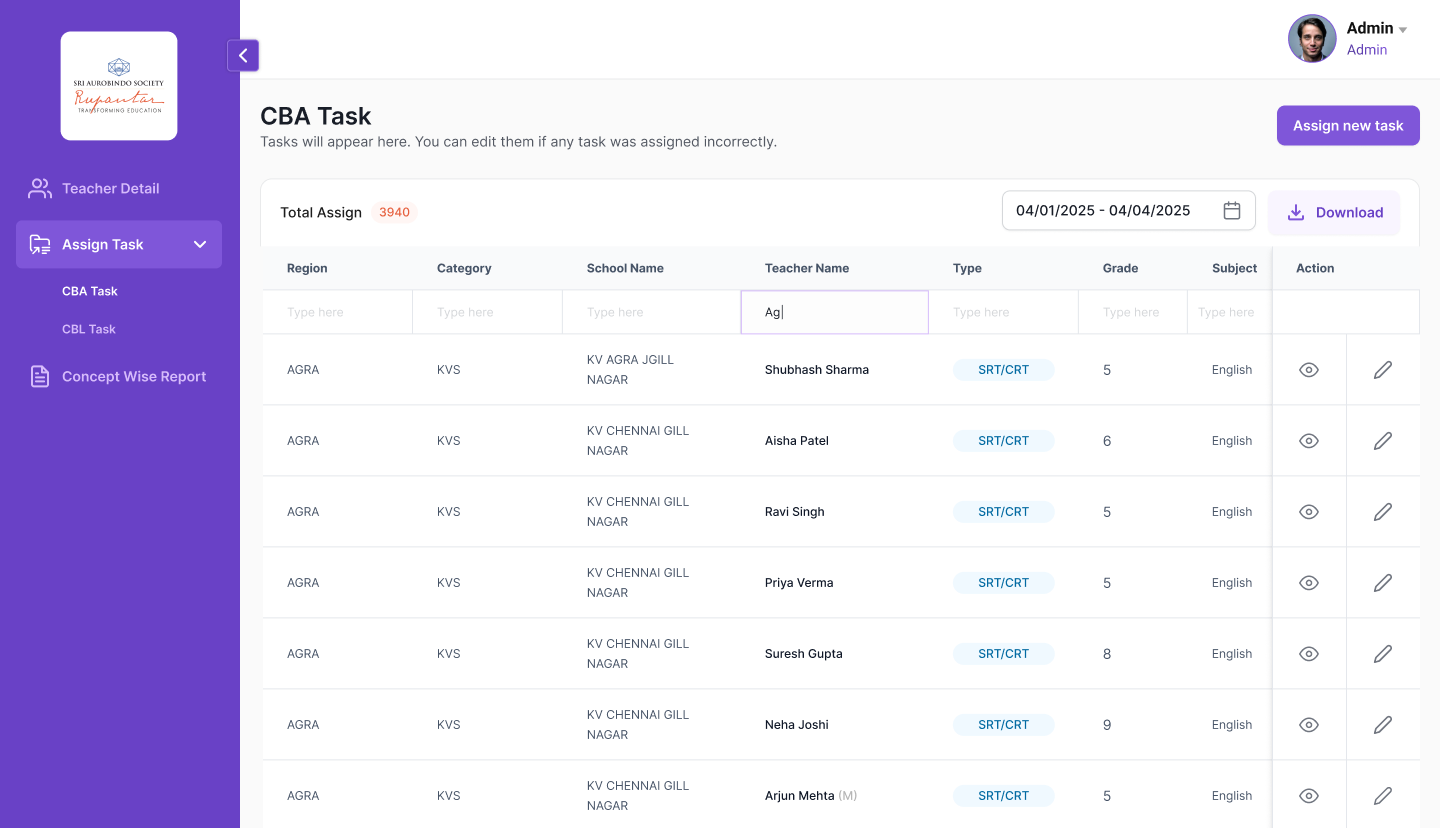 SRI AUROBINDO SOCIETY
Rupantar
TRANSFORMING EDUCATION
Teacher Detail
Assign Task
CBA Task
CBL Task
Concept Wise Report
Admin
Admin
CBA Task
Tasks will appear here. You can edit them if any task was assigned incorrectly.
Assign new task
Total Assign 3940
04/01/2025 - 04/04/2025
Download
Region Category School Name Teacher Name Type Grade Subject Action
Type here Type here Type here Ag Type here Type here Type here
AGRA KVS KV AGRA JGILL NAGAR Shubhash Sharma SRT/CRT 5 English
AGRA KVS KV CHENNAI GILL NAGAR Aisha Patel SRT/CRT 6 English
AGRA KVS KV CHENNAI GILL NAGAR Ravi Singh SRT/CRT 5 English
AGRA KVS KV CHENNAI GILL NAGAR Priya Verma SRT/CRT 5 English
AGRA KVS KV CHENNAI GILL NAGAR Suresh Gupta SRT/CRT 8 English
AGRA KVS KV CHENNAI GILL NAGAR Neha Joshi SRT/CRT 9 English
AGRA KVS KV CHENNAI GILL NAGAR Arjun Mehta (M) SRT/CRT 5 English